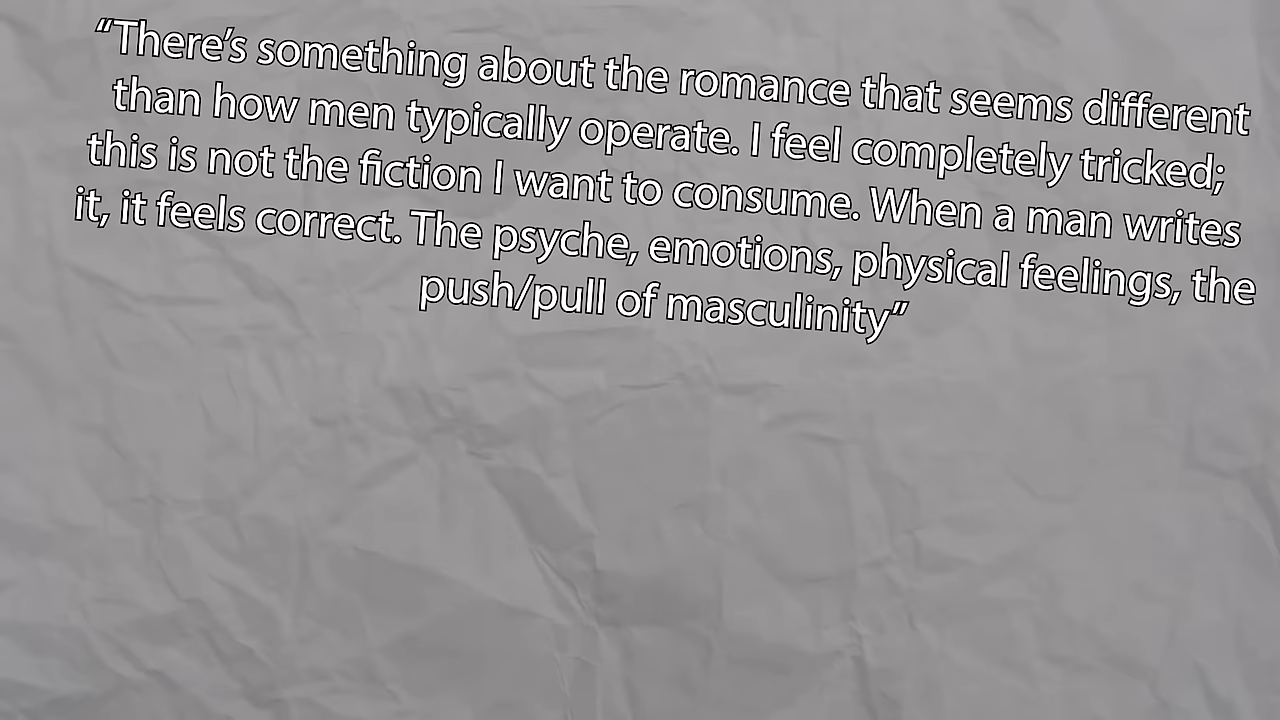 “There’s something about the romance that seems different
than how men typically operate. I feel completely tricked;
this is not the fiction I want to consume. When a man writes
it, it feels correct. The psyche, emotions, physical feelings, the
push/pull of masculinity”